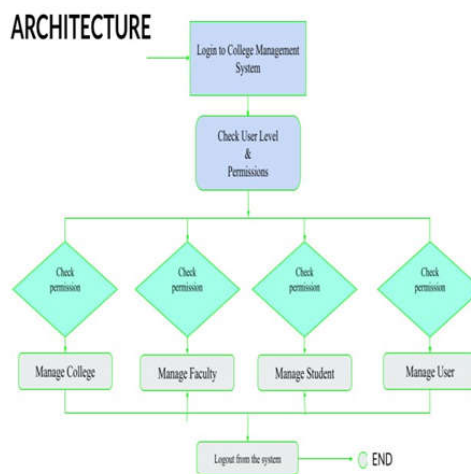 ARCHITECTURE
Login to College Management
System
Check User Level
&
Permissions
Check
permission
Check
permission
Check
permission
Check
permission
Manage College
Manage Faculty
Manage Student
Manage User
Logout from the system
END